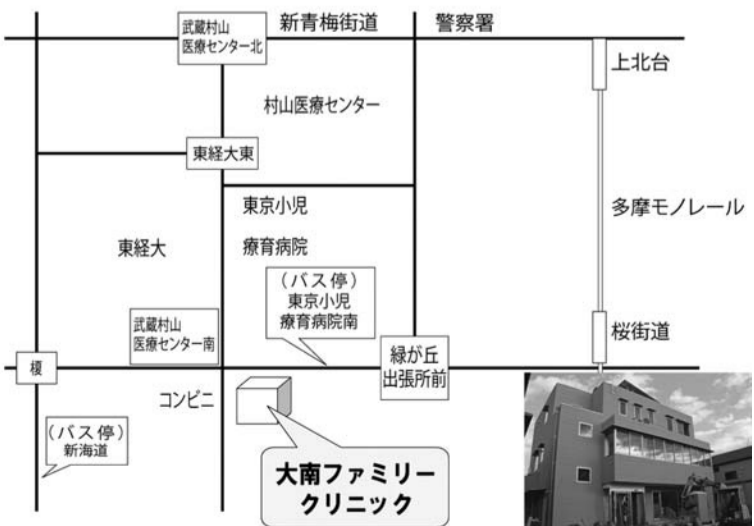 武蔵村山
医療センター北
新青梅街道
警察署
上北台
村山医療センター
東経大東
東京小児
療育病院
多摩モノレール
東経大
(バス停)
東京小児
療育病院南
武蔵村山
医療センター南
桜街道
緑が丘
出張所前
榎
コンビニ
(バス停)
新海道
大南ファミリー
クリニック